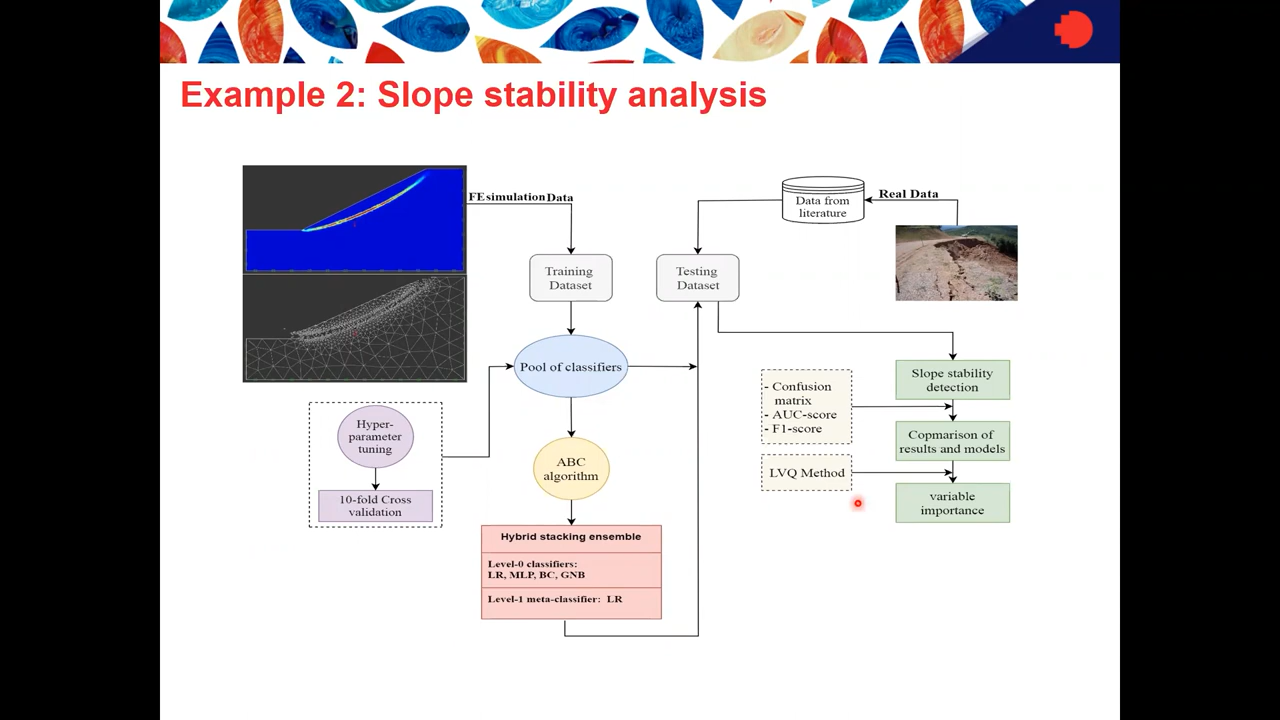 Example 2: Slope stability analysis
FE simulation Data
Real Data
Data from
literature
Training
Dataset
Testing
Dataset
Pool of classifiers
Slope stability
detection
- Confusion
matrix
- AUC-score
- F1-score
Hyper-
parameter
tuning
Copmarison of
results and models
ABC
algorithm
LVQ Method
10-fold Cross
validation
variable
importance
Hybrid stacking ensemble
Level-0 classifiers:
LR, MLP, BC, GNB
Level-1 meta-classifier: LR